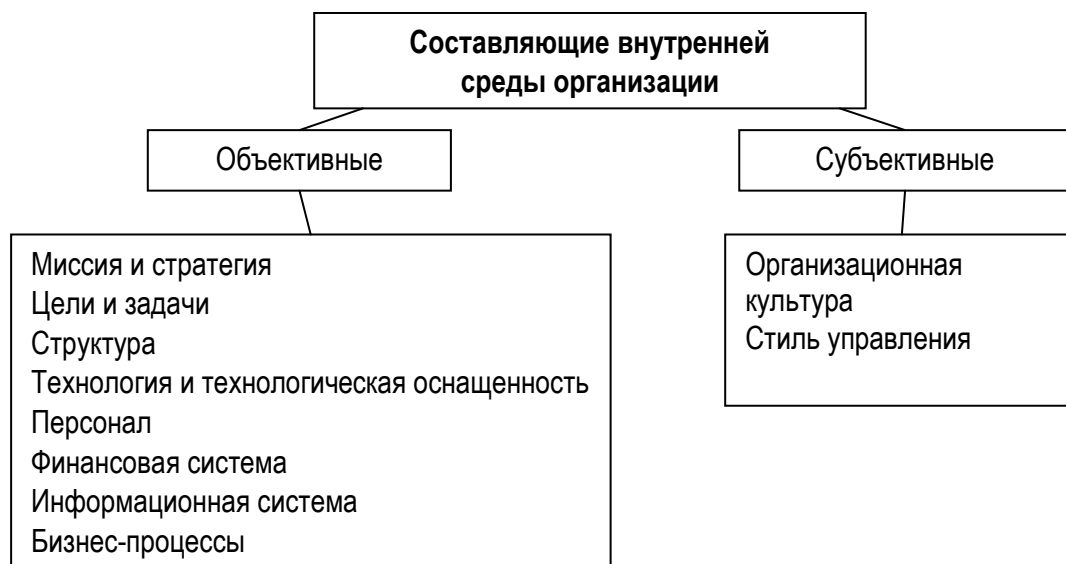 Составляющие внутренней
среды организации
Объективные
Субъективные
Миссия и стратегия
Цели и задачи
Структура
Технология и технологическая оснащенность
Персонал
Финансовая система
Информационная система
Бизнес-процессы
Организационная
культура
Стиль управления